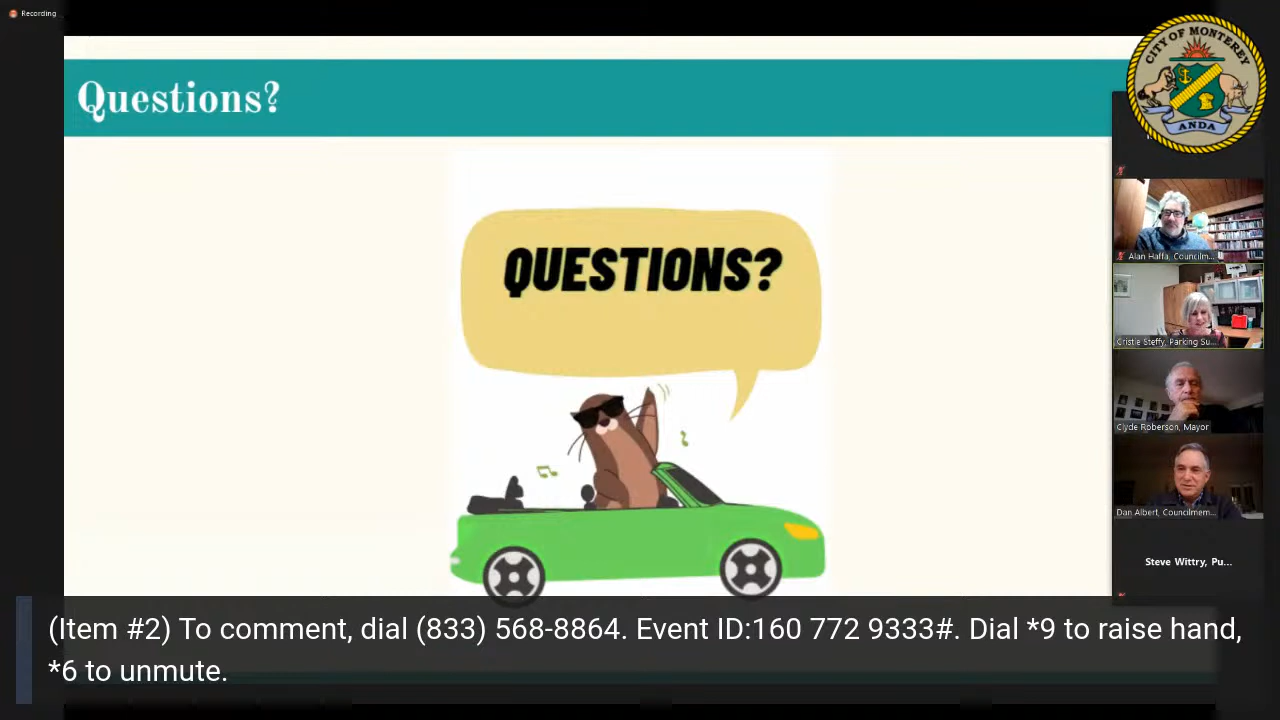 Recording
CITY OF MONTEREY
ANDA
Questions?
QUESTIONS?
Alan Haffa, Councilm...
Cristie Steffy, Parking Su...
Clyde Roberson, Mayor
Dan Albert, Councilmem...
Steve Wittry, Pu...
(Item #2) To comment, dial (833) 568-8864. Event ID:160 772 9333#. Dial *9 to raise hand,
*6 to unmute.